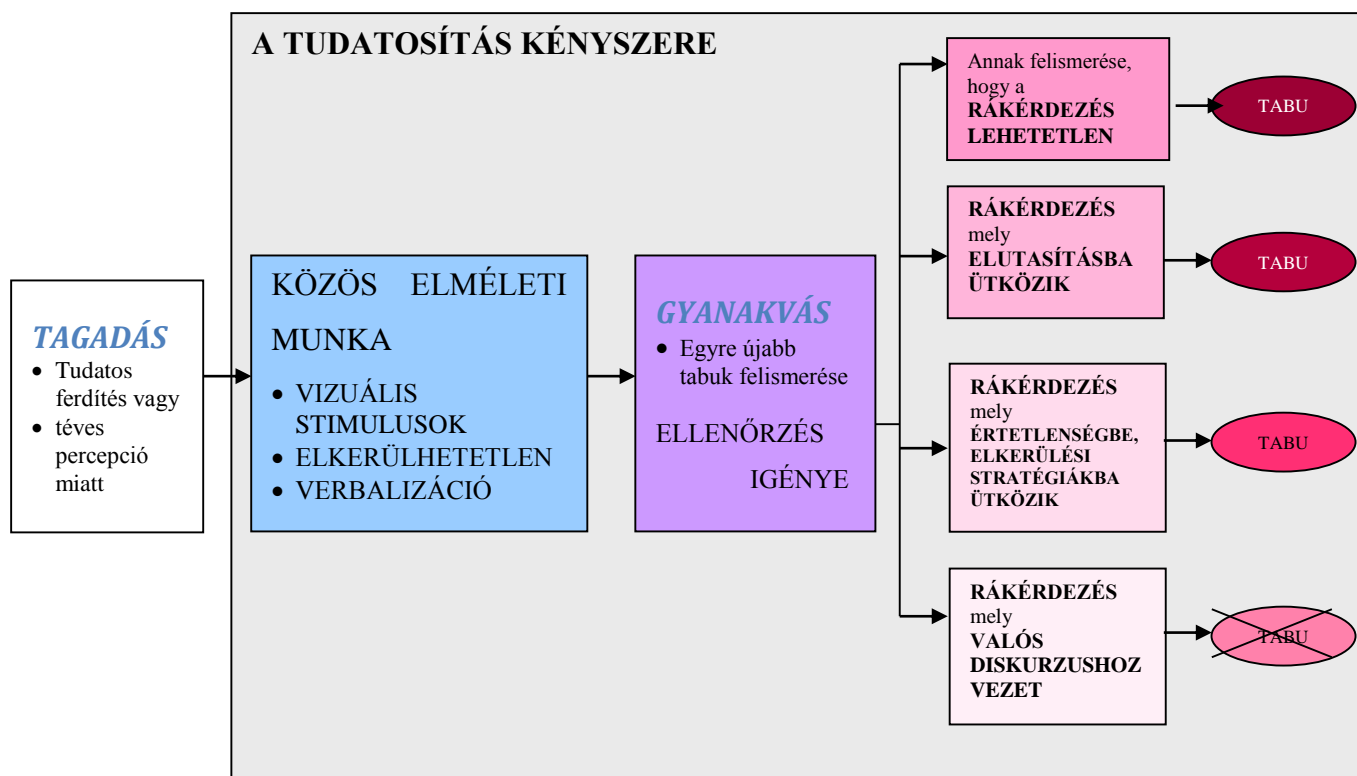 A TUDATOSÍTÁS KÉNYSZERE
TAGADÁS
• Tudatos
ferdítés vagy
• téves
percepció
miatt
KÖZÖS ELMÉLETI
MUNKA
• VIZUÁLIS
STIMULUSOK
• ELKERÜLHETETLEN
• VERBALIZÁCIÓ
GYANAKVÁS
• Egyre újabb
tabuk felismerése
ELLENŐRZÉS
IGÉNYE
Annak felismerése,
hogy a
RÁKÉRDEZÉS
LEHETETLEN
TABU
RÁKÉRDEZÉS
mely
ELUTASÍTÁSBA
ÜTKÖZIK
TABU
RÁKÉRDEZÉS
mely
ÉRTETLENSÉGBE,
ELKERÜLÉSI
STRATÉGIÁKBA
ÜTKÖZIK
TABU
RÁKÉRDEZÉS
mely
VALÓS
DISKURZUSHOZ
VEZET
TABU